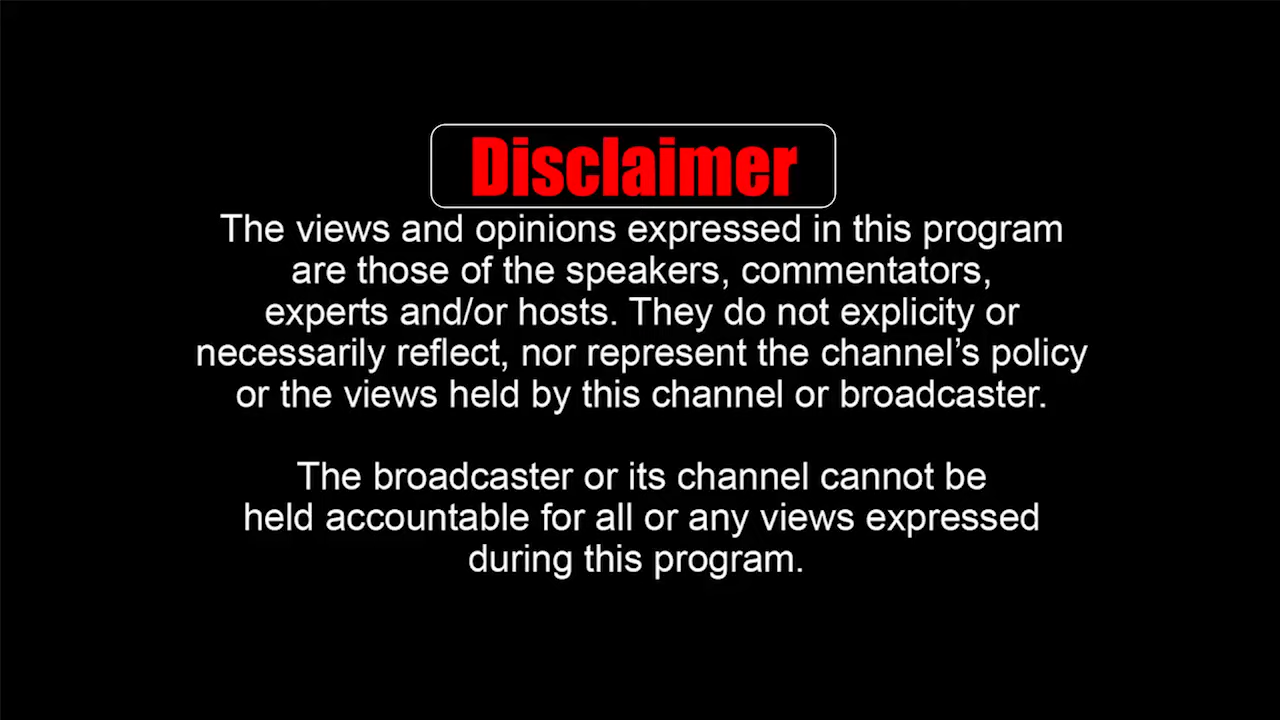 Disclaimer
The views and opinions expressed in this program
are those of the speakers, commentators,
experts and/or hosts. They do not explicity or
necessarily reflect, nor represent the channel’s policy
or the views held by this channel or broadcaster.
The broadcaster or its channel cannot be
held accountable for all or any views expressed
during this program.